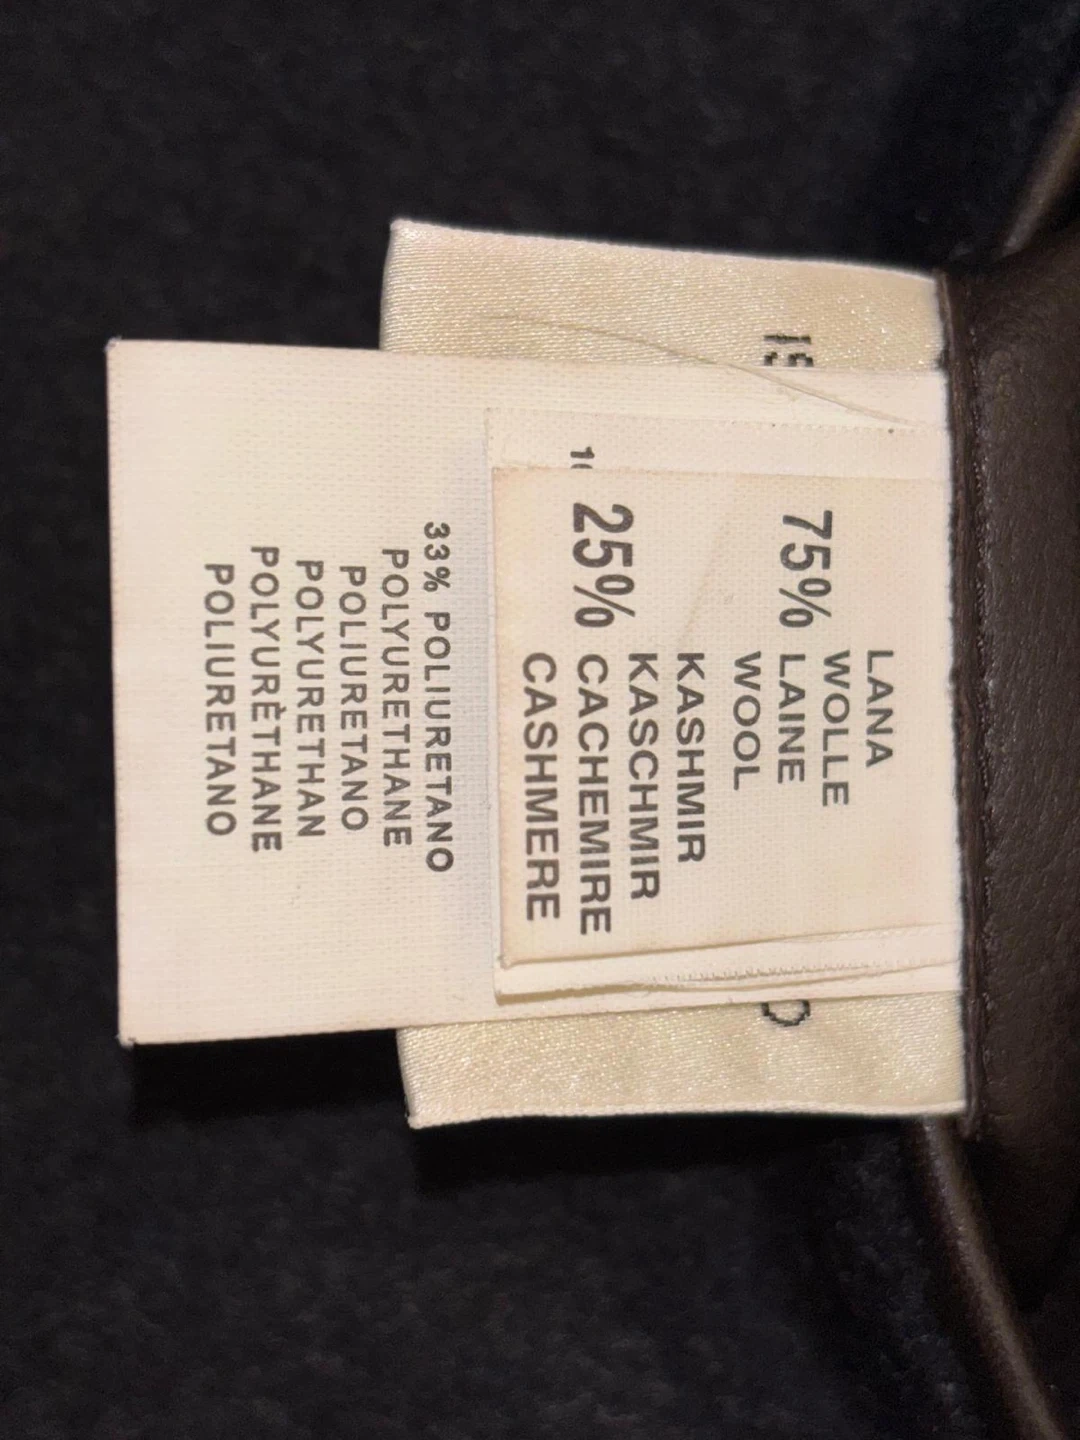 LANA
WOLLE
75% LAINE
WOOL
KASHMIR
KASCHMIR
25% CACHEMIRE
CASHMERE
33% POLIURETANO
POLYURETHANE
POLIURETANO
POLYURETHAN
POLYURÈTHANE
POLIURETANO